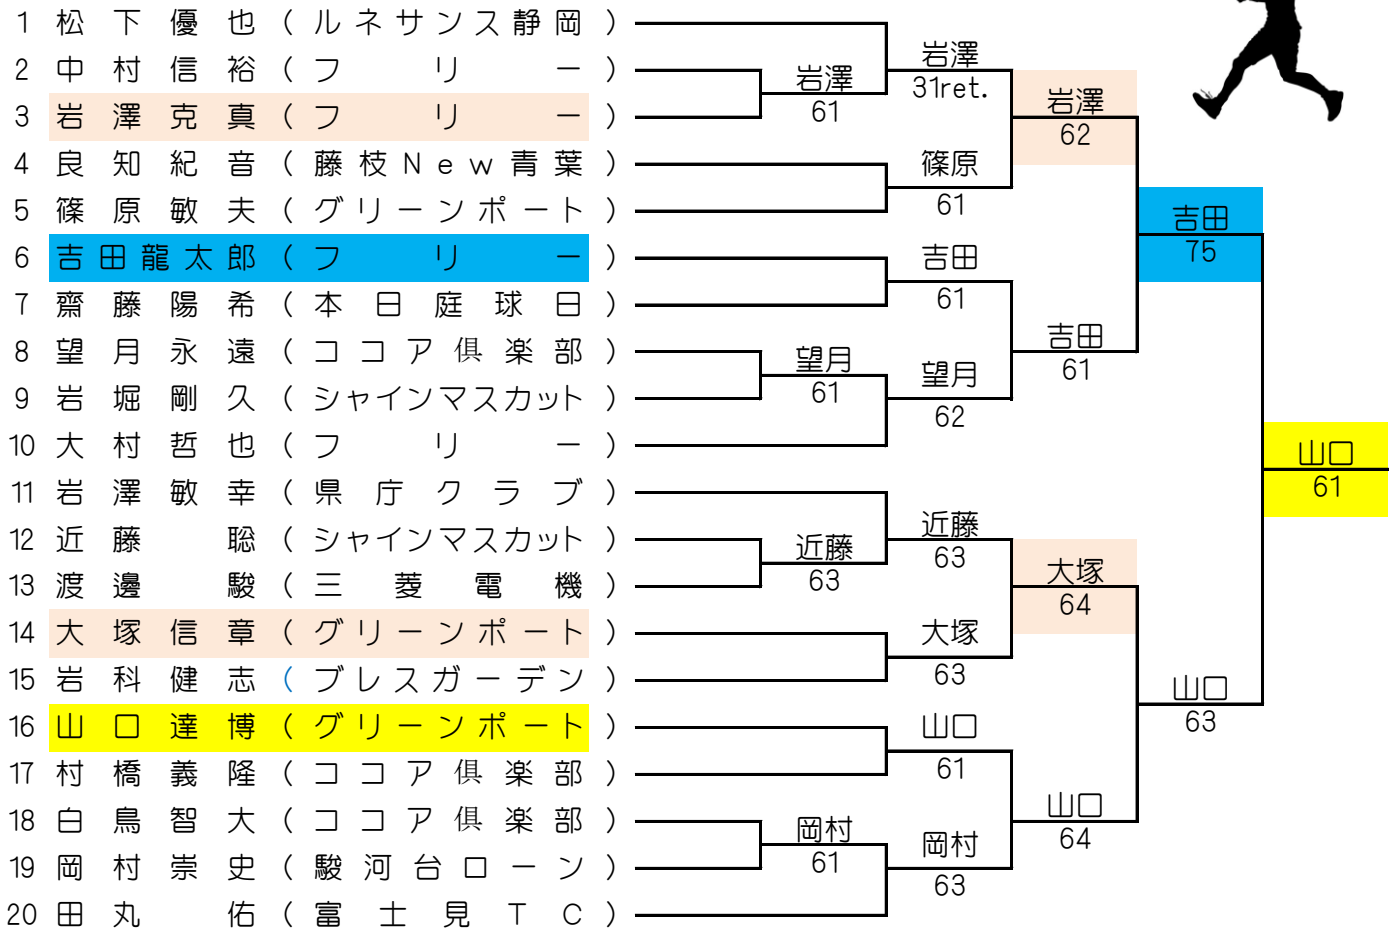 1 松下優也 (ルネサンス静岡)
2 中村信裕 (フリー)
3 岩澤克真 (フリー)
4 良知紀音 (藤枝New青葉)
5 篠原敏夫 (グリーンポート)
6 吉田龍太郎 (フリー)
7 齋藤陽希 (本日庭球日)
8 望月永遠 (ココア倶楽部)
9 岩堀剛久 (シャインマスカット)
10 大村哲也 (フリー)
11 岩澤敏幸 (県庁クラブ)
12 近藤聡 (シャインマスカット)
13 渡邊駿 (三菱電機)
14 大塚信章 (グリーンポート)
15 岩科健志 (ブレスガーデン)
16 山口達博 (グリーンポート)
17 村橋義隆 (ココア倶楽部)
18 白鳥智大 (ココア倶楽部)
19 岡村崇史 (駿河台ローン)
20 田丸佑 (富士見TC)
岩澤
61
望月
61
近藤
63
岡村
61
岩澤
31ret.
篠原
61
吉田
61
望月
62
近藤
63
大塚
63
山口
61
岡村
63
岩澤
62
吉田
61
大塚
64
山口
64
吉田
75
山口
63
山口
61